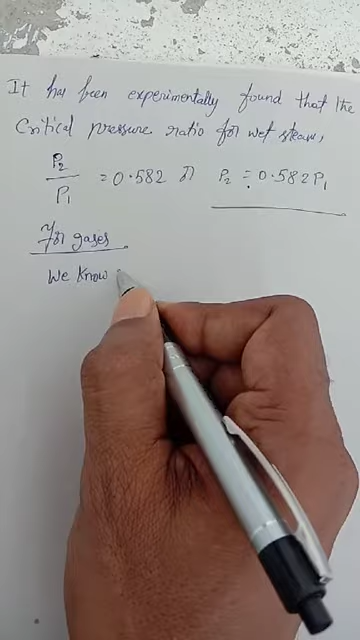 It has been experimentally found that the
Critical pressure ratio for wet steam,
P2/P1 = 0.582 or P2 = 0.582 P1
For gases
We know